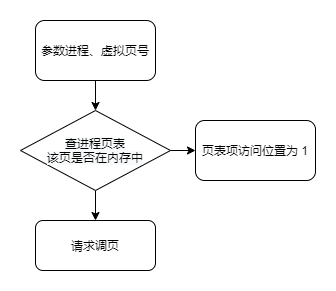 参数进程、虚拟页号
查进程页表
该页是否在内存中
页表项访问位置为 1
请求调页